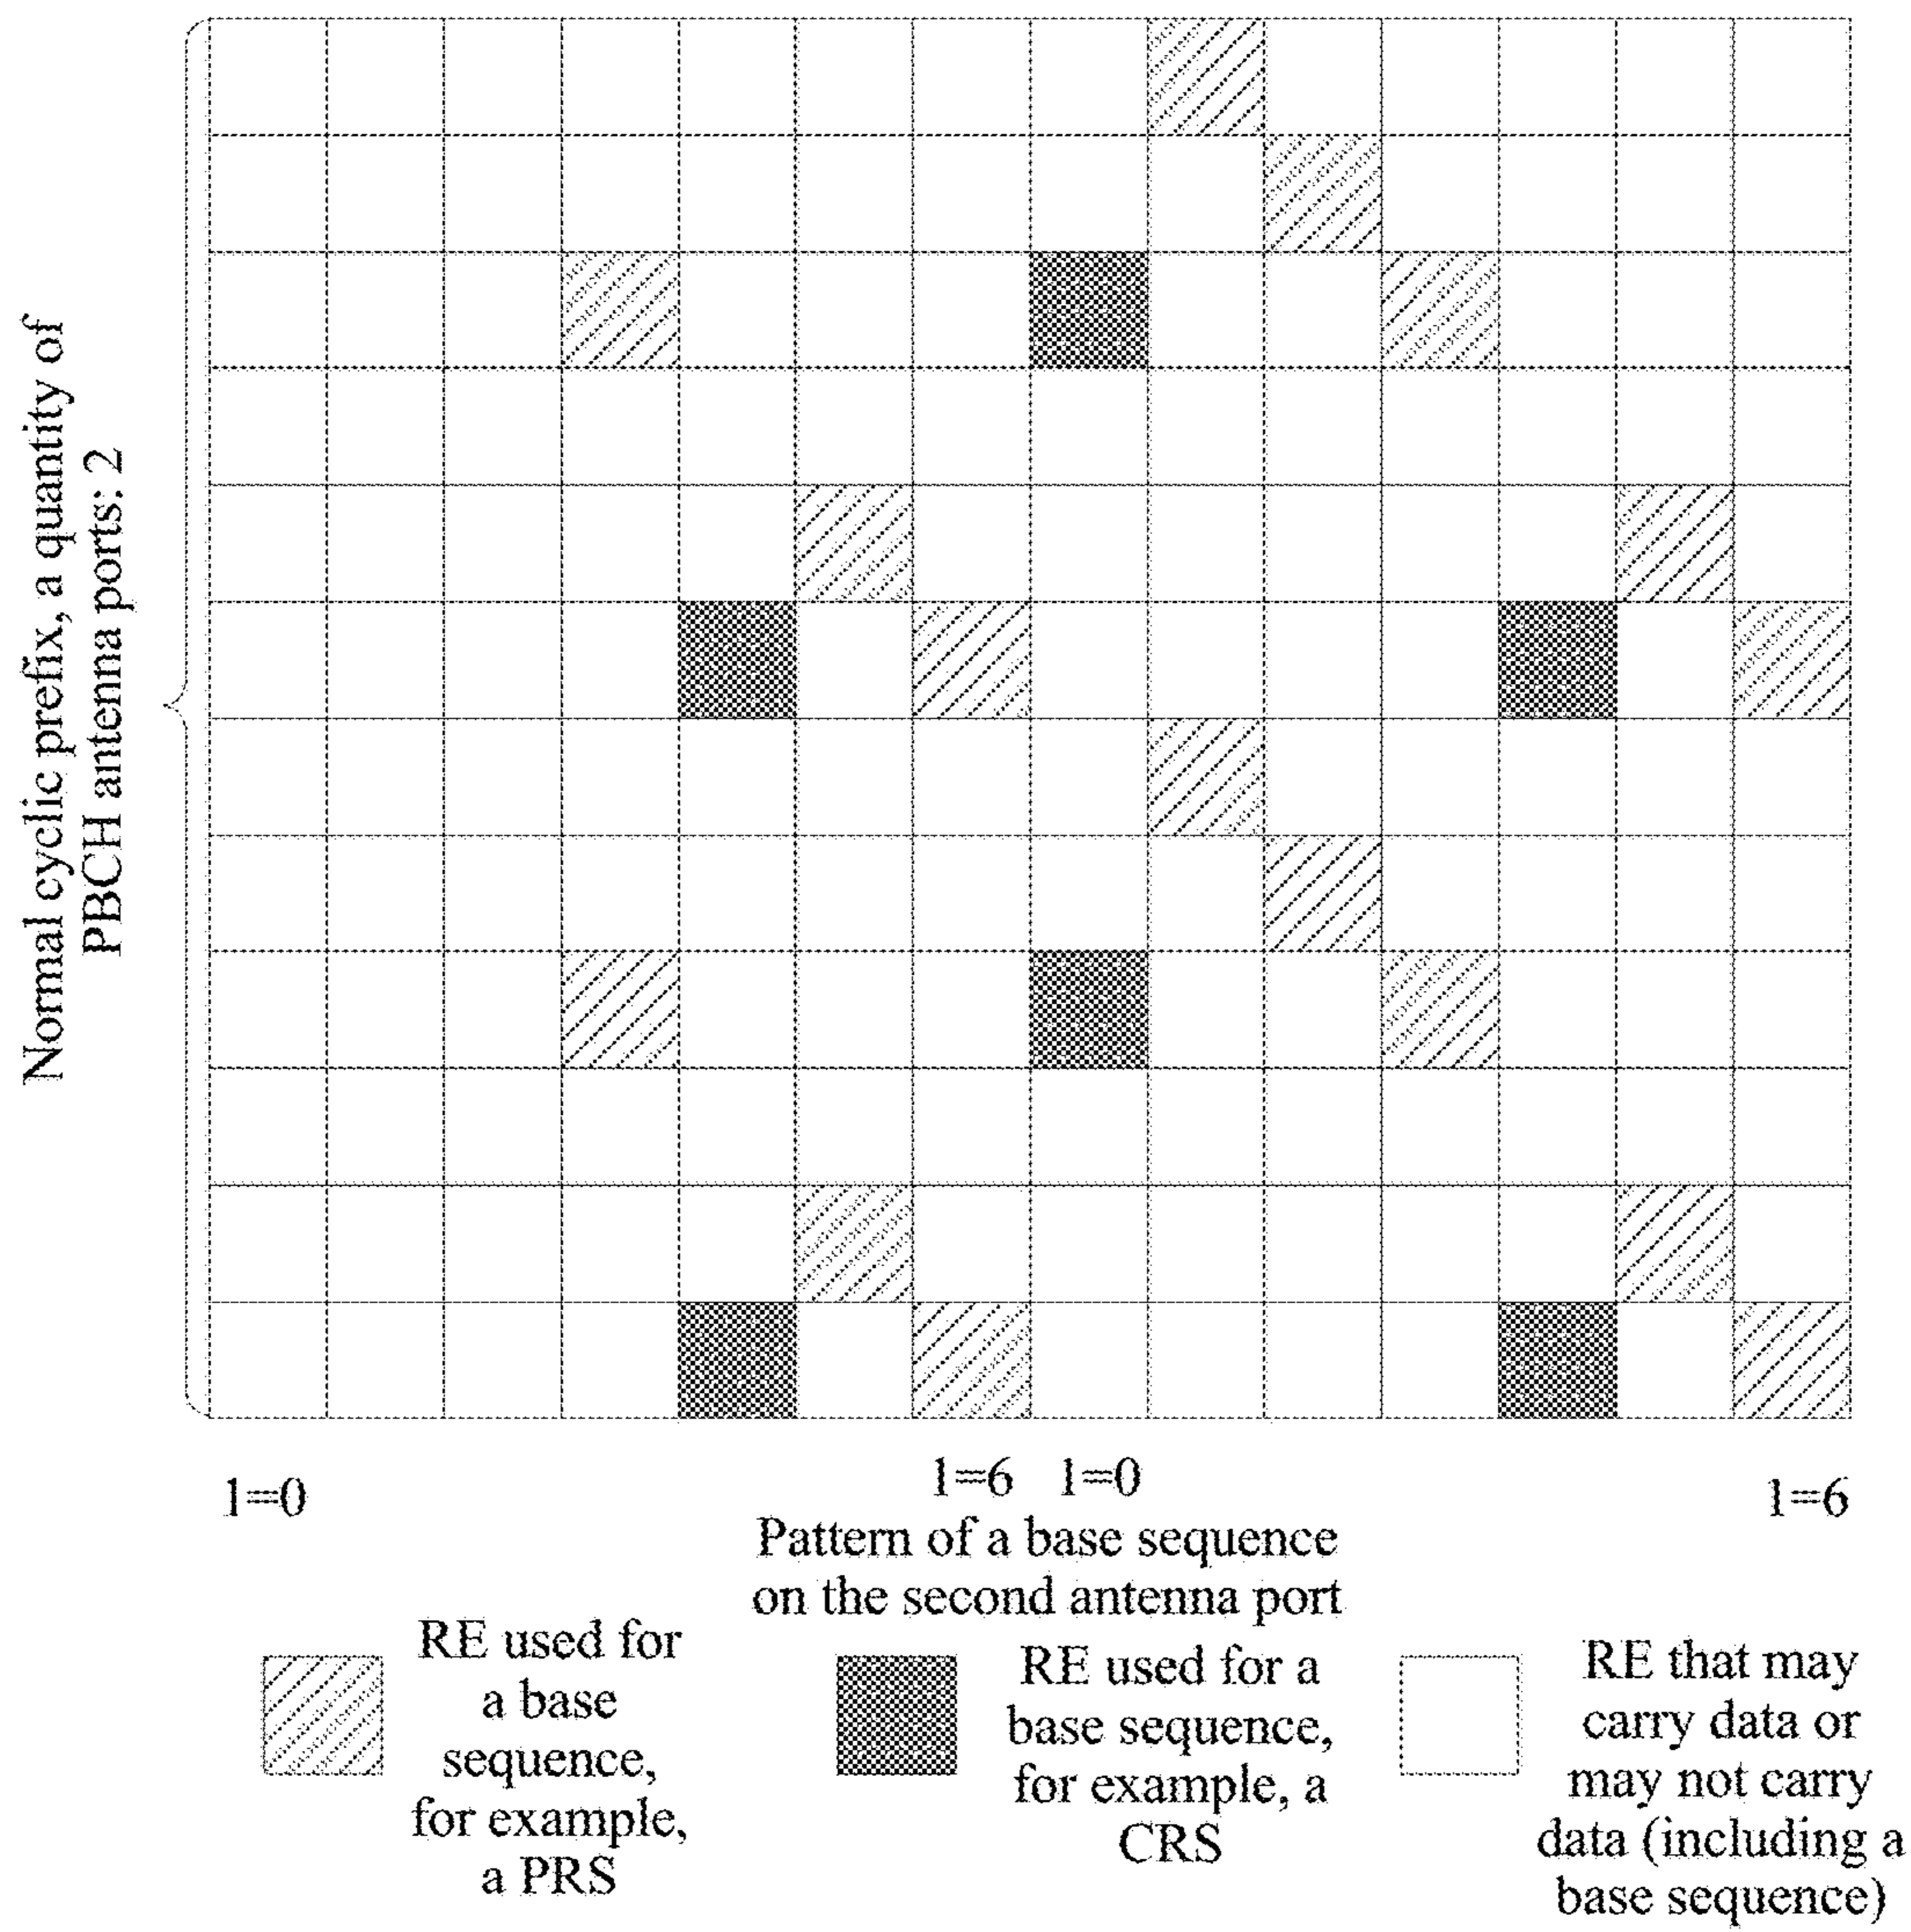 Normal cyclic prefix, a quantity of
PBCH antenna ports: 2
l=0
l=6
l=0
l=6
Pattern of a base sequence
on the second antenna port
RE used for
a base
sequence,
for example,
a PRS
RE used for a
base sequence,
for example, a
CRS
RE that may
carry data or
may not carry
data (including a
base sequence)